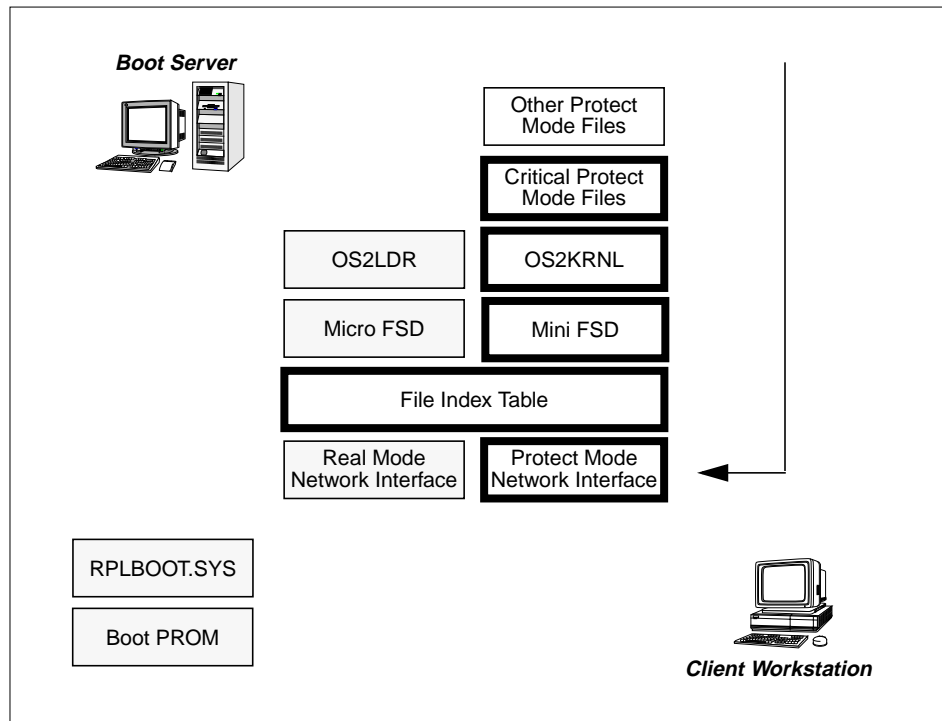 Boot Server
Other Protect
Mode Files
Critical Protect
Mode Files
OS2LDR
OS2KRNL
Micro FSD
Mini FSD
File Index Table
Real Mode
Network Interface
Protect Mode
Network Interface
RPLBOOT.SYS
Boot PROM
Client Workstation